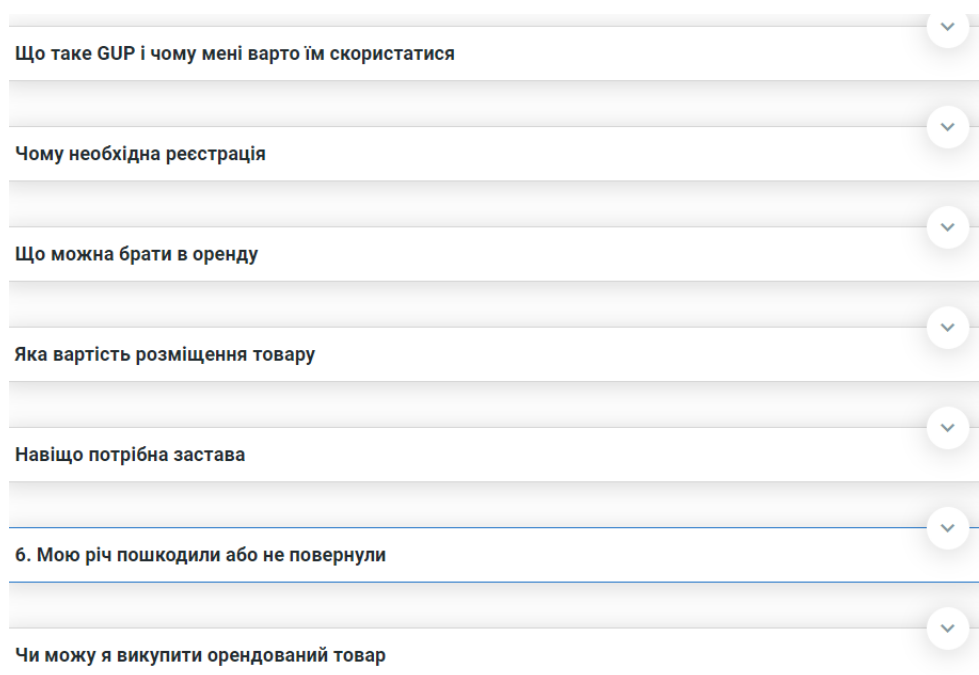 Що таке GUP і чому мені варто їм скористатися
Чому необхідна реєстрація
Що можна брати в оренду
Яка вартість розміщення товару
Навіщо потрібна застава
6. Мою річ пошкодили або не повернули
Чи можу я викупити орендований товар